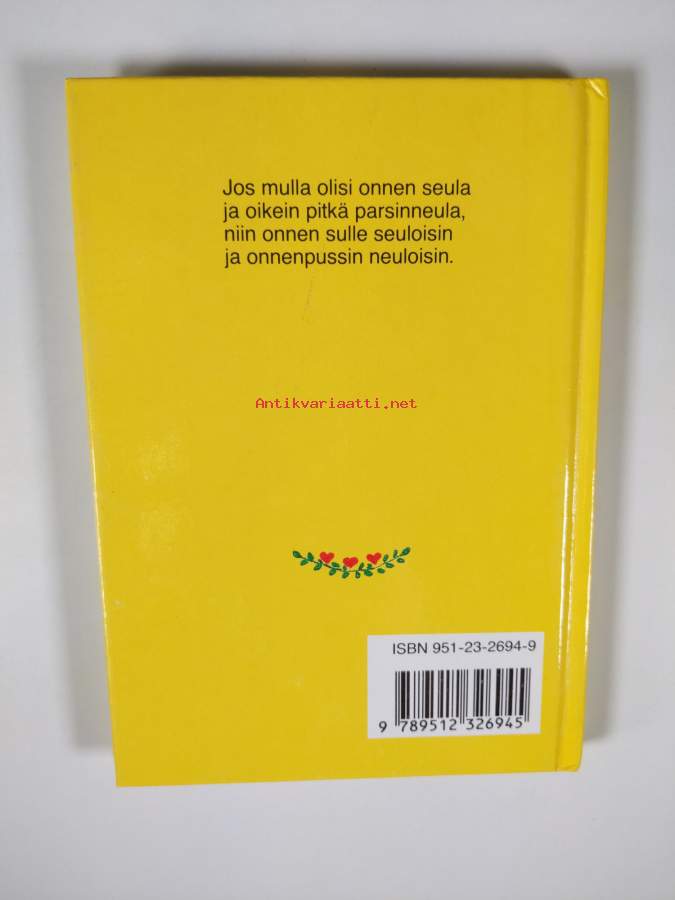 Jos mulla olisi onnen seula
ja oikein pitkä parsinneula,
niin onnen sulle seuloisin
ja onnenpussin neuloisin.
Antikvariaatti.net
ISBN 951-23-2694-9
9 789512 326945